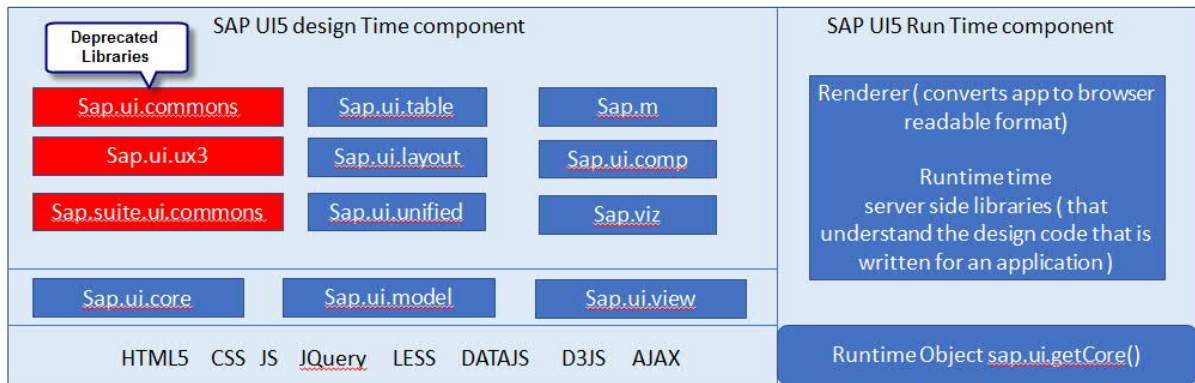 SAP UI5 design Time component
Deprecated
Libraries
Sap.ui.commons
Sap.ui.table
Sap.m
Sap.ui.ux3
Sap.ui.layout
Sap.ui.comp
Sap.suite.ui.commons
Sap.ui.unified
Sap.viz
Sap.ui.core
Sap.ui.model
Sap.ui.view
HTML5 CSS JS JQuery LESS DATAJS D3JS AJAX
SAP UI5 Run Time component
Renderer ( converts app to browser
readable format)
Runtime time
server side libraries ( that
understand the design code that is
written for an application )
Runtime Object sap.ui.getCore()